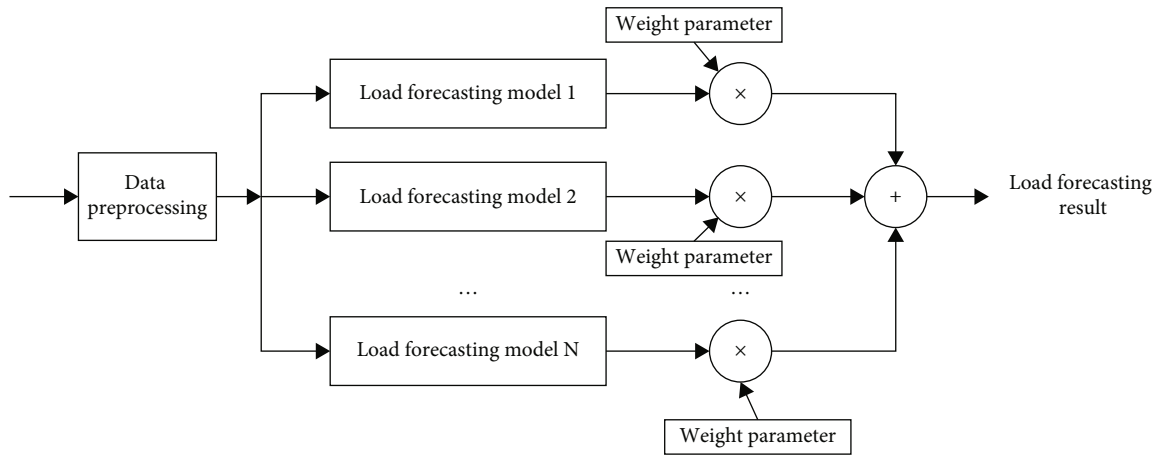 Weight parameter
Load forecasting model 1
×
Data
preprocessing
Load forecasting model 2
×
+
Load forecasting
result
Weight parameter
...
...
Load forecasting model N
×
Weight parameter